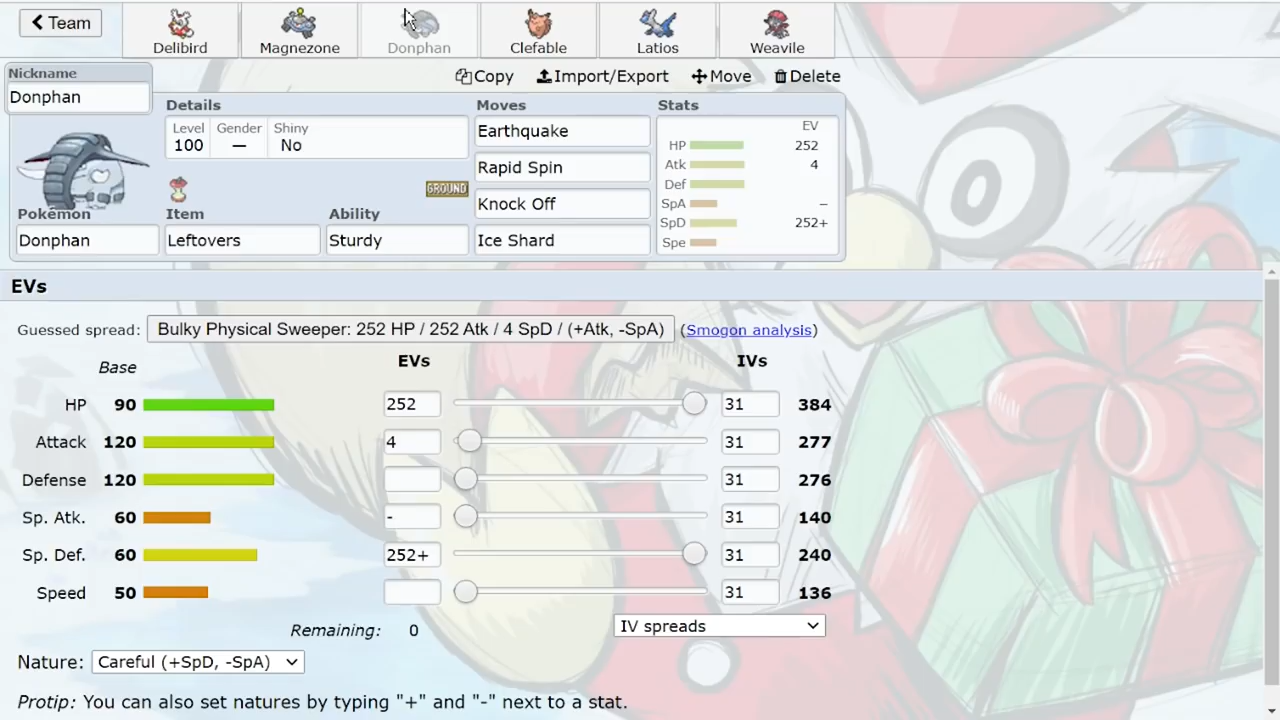 Team
Delibird
Magnezone
Donphan
Clefable
Latios
Weavile
Nickname
Donphan
Copy
Import/Export
Move
Delete
Details
Level
100
Gender
—
Shiny
No
GROUND
Pokémon
Donphan
Item
Leftovers
Ability
Sturdy
Moves
Earthquake
Rapid Spin
Knock Off
Ice Shard
Stats
EV
HP 252
Atk 4
Def
SpA –
SpD 252+
Spe
EVs
Guessed spread: Bulky Physical Sweeper: 252 HP / 252 Atk / 4 SpD / (+Atk, -SpA) (Smogon analysis)
Base EVs IVs
HP 90 252 31 384
Attack 120 4 31 277
Defense 120 31 276
Sp. Atk. 60 - 31 140
Sp. Def. 60 252+ 31 240
Speed 50 31 136
Remaining: 0
IV spreads
Nature: Careful (+SpD, -SpA)
Protip: You can also set natures by typing "+" and "-" next to a stat.